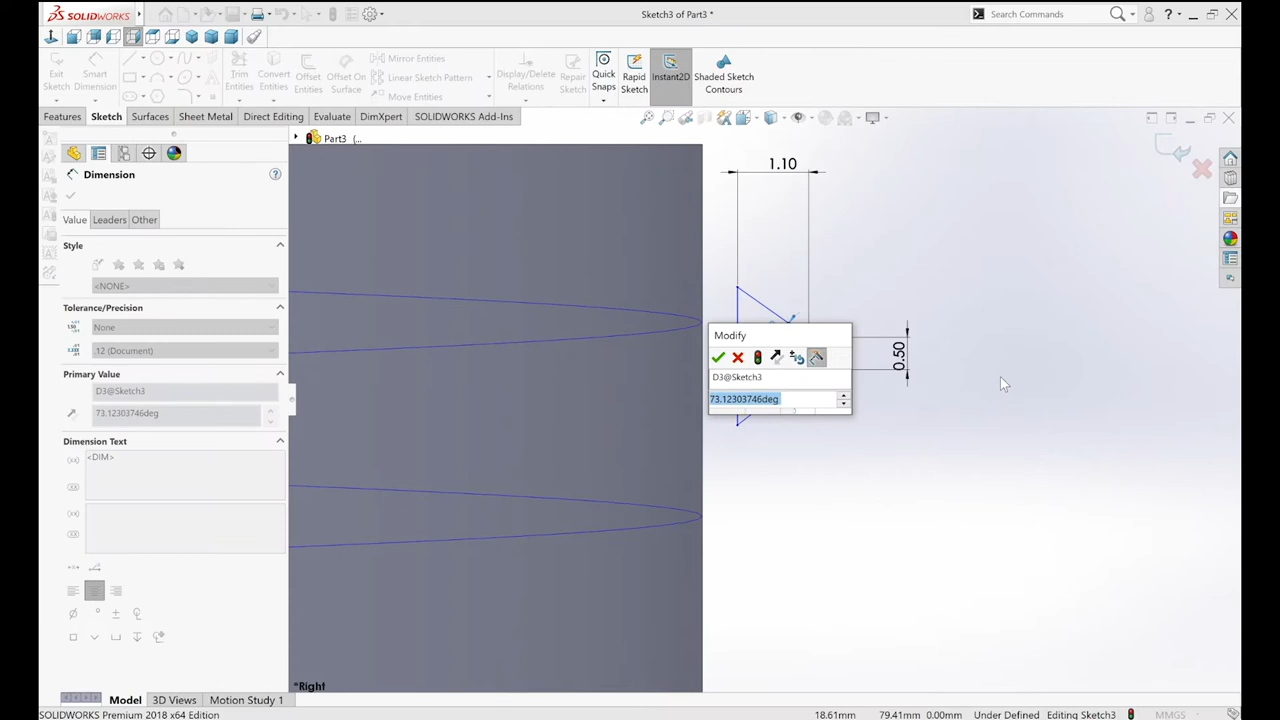 SOLIDWORKS
Sketch3 of Part3 *
Search Commands
?
Exit Sketch
Smart Dimension
Trim Entities
Convert Entities
Offset Entities
Offset On Surface
Mirror Entities
Linear Sketch Pattern
Move Entities
Display/Delete Relations
Repair Sketch
Quick Snaps
Rapid Sketch
Instant2D
Shaded Sketch Contours
Features
Sketch
Surfaces
Sheet Metal
Direct Editing
Evaluate
DimXpert
SOLIDWORKS Add-Ins
Part3 (...
Dimension
Value
Leaders
Other
Style
<NONE>
Tolerance/Precision
None
12 (Document)
Primary Value
D3@Sketch3
73.12303746deg
Dimension Text
<DIM>
1.10
0.50
Modify
D3@Sketch3
73.12303746deg
*Right
Model
3D Views
Motion Study 1
SOLIDWORKS Premium 2018 x64 Edition
18.61mm
79.41mm
0.00mm
Under Defined
Editing Sketch3
MMGS